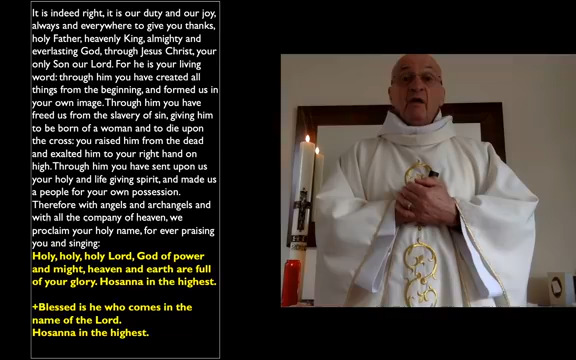 It is indeed right, it is our duty and our joy,
always and everywhere to give you thanks,
holy Father, heavenly King, almighty and
everlasting God, through Jesus Christ, your
only Son our Lord. For he is your living
word: through him you have created all
things from the beginning, and formed us in
your own image. Through him you have
freed us from the slavery of sin, giving him
to be born of a woman and to die upon
the cross: you raised him from the dead
and exalted him to your right hand on
high. Through him you have sent upon us
your holy and life giving spirit, and made us
a people for your own possession.
Therefore with angels and archangels and
with all the company of heaven, we
proclaim your holy name, for ever praising
you and singing:
Holy, holy, holy Lord, God of power
and might, heaven and earth are full
of your glory. Hosanna in the highest.
+Blessed is he who comes in the
name of the Lord.
Hosanna in the highest.